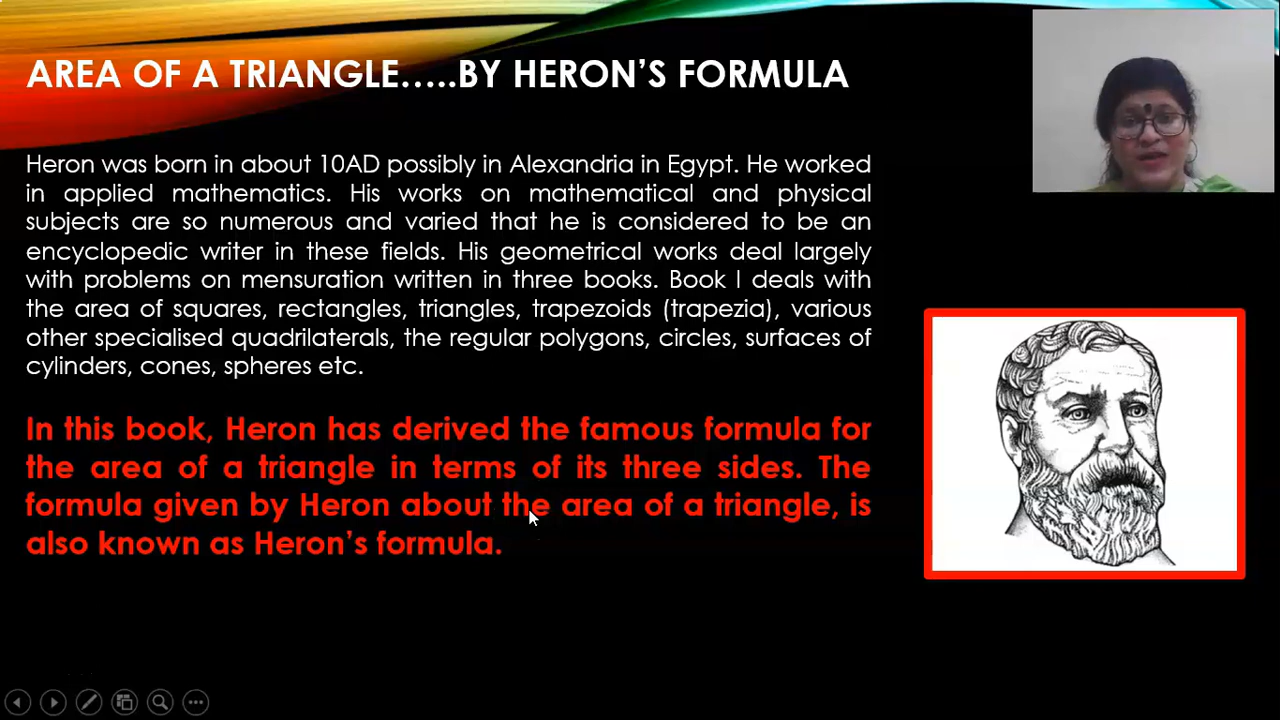 AREA OF A TRIANGLE.....BY HERON'S FORMULA
Heron was born in about 10AD possibly in Alexandria in Egypt. He worked
in applied mathematics. His works on mathematical and physical
subjects are so numerous and varied that he is considered to be an
encyclopedic writer in these fields. His geometrical works deal largely
with problems on mensuration written in three books. Book I deals with
the area of squares, rectangles, triangles, trapezoids (trapezia), various
other specialised quadrilaterals, the regular polygons, circles, surfaces of
cylinders, cones, spheres etc.
In this book, Heron has derived the famous formula for
the area of a triangle in terms of its three sides. The
formula given by Heron about the area of a triangle, is
also known as Heron's formula.